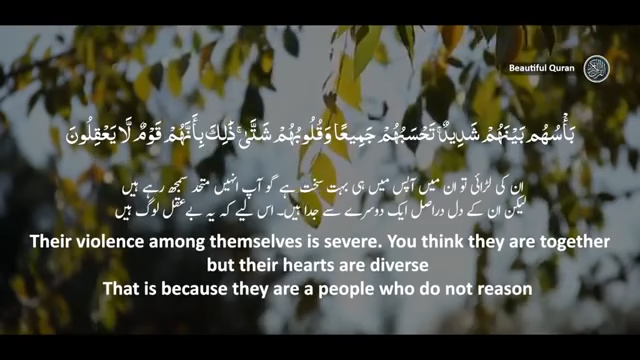 Beautiful Quran
بَأْسُهُم بَيْنَهُمْ شَدِيدٌ ۚ تَحْسَبُهُمْ جَمِيعًا وَقُلُوبُهُمْ شَتَّىٰ ۚ ذَٰلِكَ بِأَنَّهُمْ قَوْمٌ لَّا يَعْقِلُونَ
ان کی لڑائی تو ان میں آپس میں ہی بہت سخت ہے گو آپ انہیں متحد سمجھ رہے ہیں
لیکن ان کے دل دراصل ایک دوسرے سے جدا ہیں۔ اس لیے کہ یہ بےعقل لوگ ہیں
Their violence among themselves is severe. You think they are together
but their hearts are diverse
That is because they are a people who do not reason